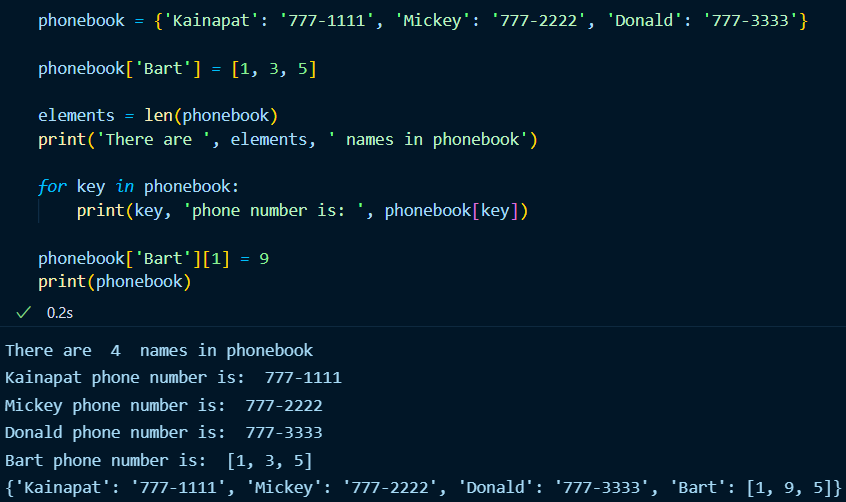 phonebook = {'Kainapat': '777-1111', 'Mickey': '777-2222', 'Donald': '777-3333'}
phonebook['Bart'] = [1, 3, 5]
elements = len(phonebook)
print('There are ', elements, ' names in phonebook')
for key in phonebook:
    print(key, 'phone number is: ', phonebook[key])
phonebook['Bart'][1] = 9
print(phonebook)
0.2s
There are  4  names in phonebook
Kainapat phone number is:  777-1111
Mickey phone number is:  777-2222
Donald phone number is:  777-3333
Bart phone number is:  [1, 3, 5]
{'Kainapat': '777-1111', 'Mickey': '777-2222', 'Donald': '777-3333', 'Bart': [1, 9, 5]}